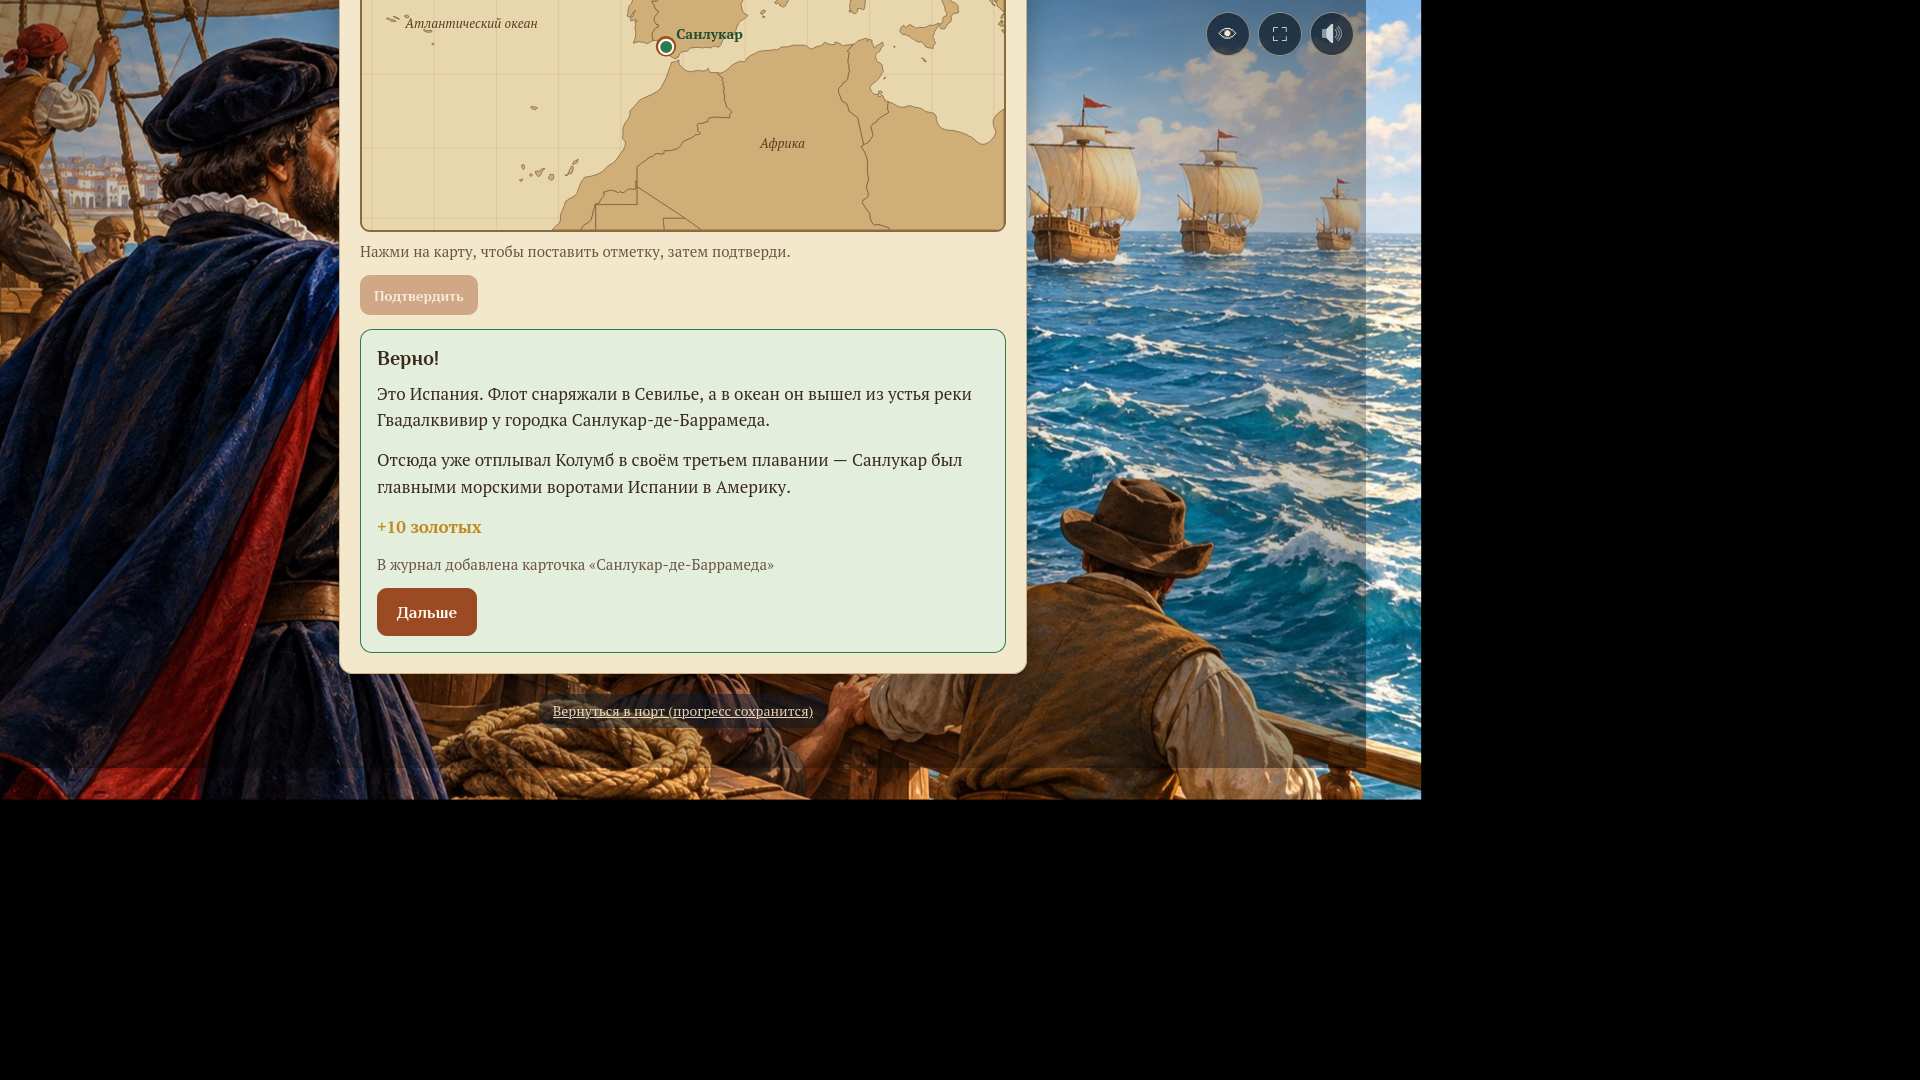 Атлантический океан
Санлукар
Африка
Нажми на карту, чтобы поставить отметку, затем подтверди.
Подтвердить
Верно!
Это Испания. Флот снаряжали в Севилье, а в океан он вышел из устья реки
Гвадалквивир у городка Санлукар-де-Баррамеда.
Отсюда уже отплывал Колумб в своём третьем плавании — Санлукар был
главными морскими воротами Испании в Америку.
+10 золотых
В журнал добавлена карточка «Санлукар-де-Баррамеда»
Дальше
Вернуться в порт (прогресс сохранится)